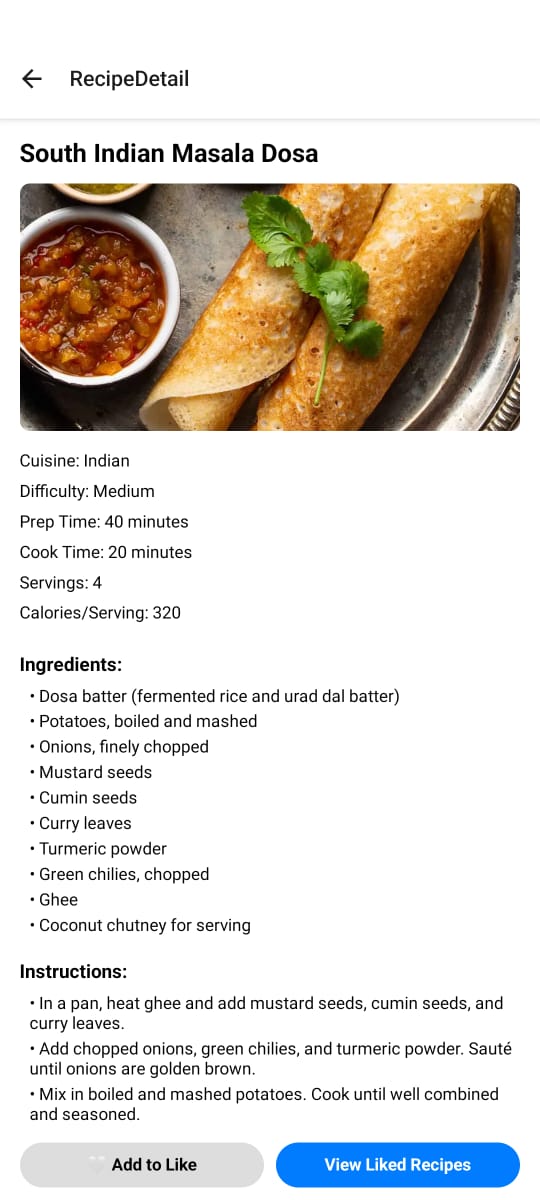 RecipeDetail
South Indian Masala Dosa
Cuisine: Indian
Difficulty: Medium
Prep Time: 40 minutes
Cook Time: 20 minutes
Servings: 4
Calories/Serving: 320
Ingredients:
• Dosa batter (fermented rice and urad dal batter)
• Potatoes, boiled and mashed
• Onions, finely chopped
• Mustard seeds
• Cumin seeds
• Curry leaves
• Turmeric powder
• Green chilies, chopped
• Ghee
• Coconut chutney for serving
Instructions:
• In a pan, heat ghee and add mustard seeds, cumin seeds, and
curry leaves.
• Add chopped onions, green chilies, and turmeric powder. Sauté
until onions are golden brown.
• Mix in boiled and mashed potatoes. Cook until well combined
and seasoned.
Add to Like
View Liked Recipes